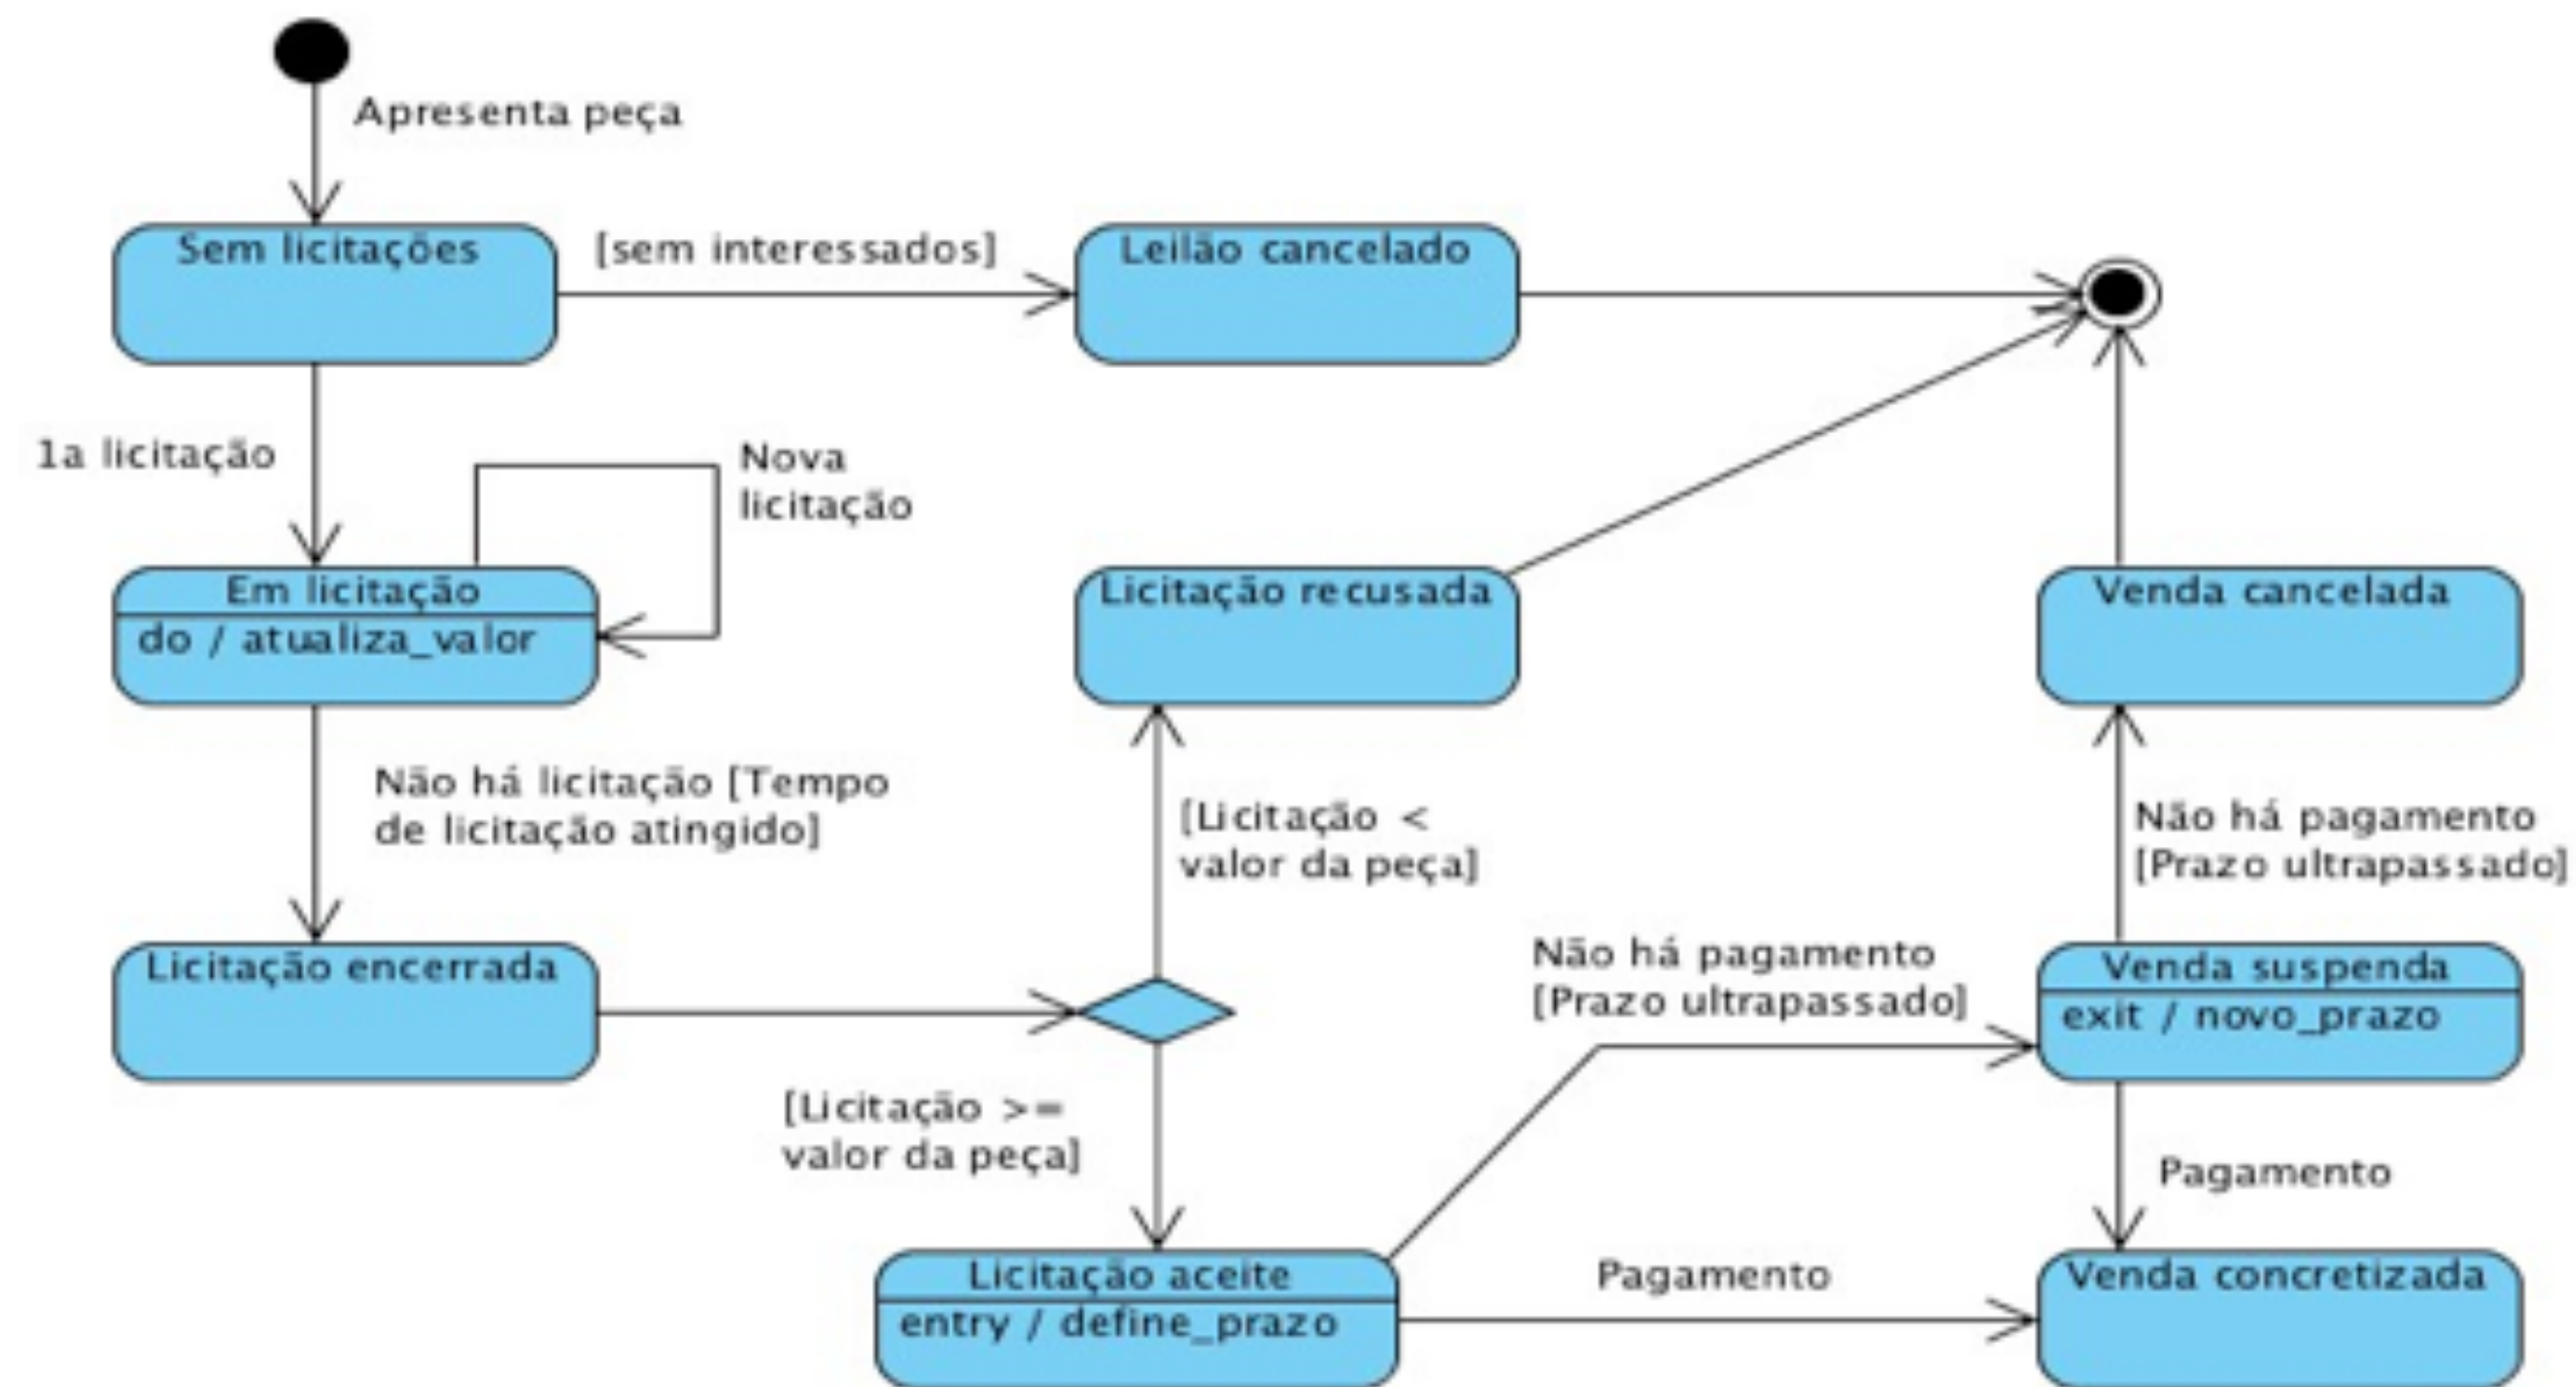 Apresenta peça
Sem licitações
[sem interessados]
Leilão cancelado
1a licitação
Nova
licitação
Em licitação
do / atualiza_valor
Licitação recusada
Venda cancelada
Não há licitação [Tempo
de licitação atingido]
[Licitação <
valor da peça]
Não há pagamento
[Prazo ultrapassado]
Licitação encerrada
Não há pagamento
[Prazo ultrapassado]
Venda suspenda
exit / novo_prazo
[Licitação >=
valor da peça]
Pagamento
Licitação aceite
entry / define_prazo
Pagamento
Venda concretizada